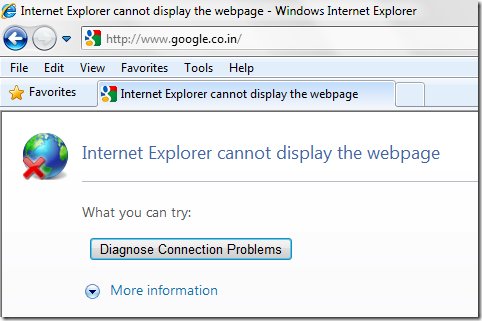 Internet Explorer cannot display the webpage - Windows Internet Explorer
http://www.google.co.in/
File Edit View Favorites Tools Help
Favorites Internet Explorer cannot display the webpage
Internet Explorer cannot display the webpage
What you can try:
Diagnose Connection Problems
More information